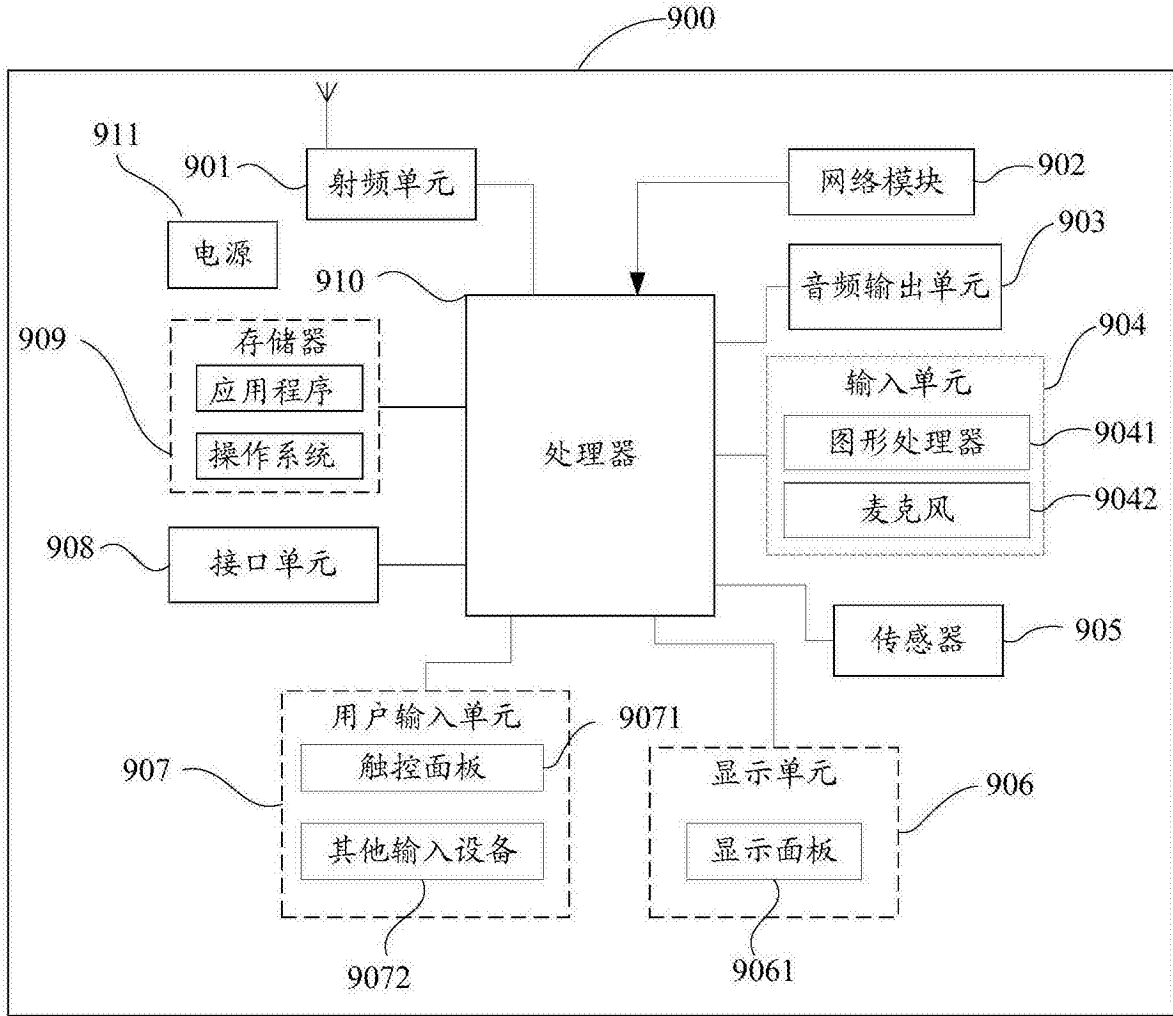 900
911
901
射频单元
网络模块
902
电源
903
音频输出单元
910
909
存储器
应用程序
操作系统
904
输入单元
图形处理器
9041
麦克风
9042
处理器
908
接口单元
传感器
905
用户输入单元
9071
触控面板
907
其他输入设备
9072
显示单元
906
显示面板
9061